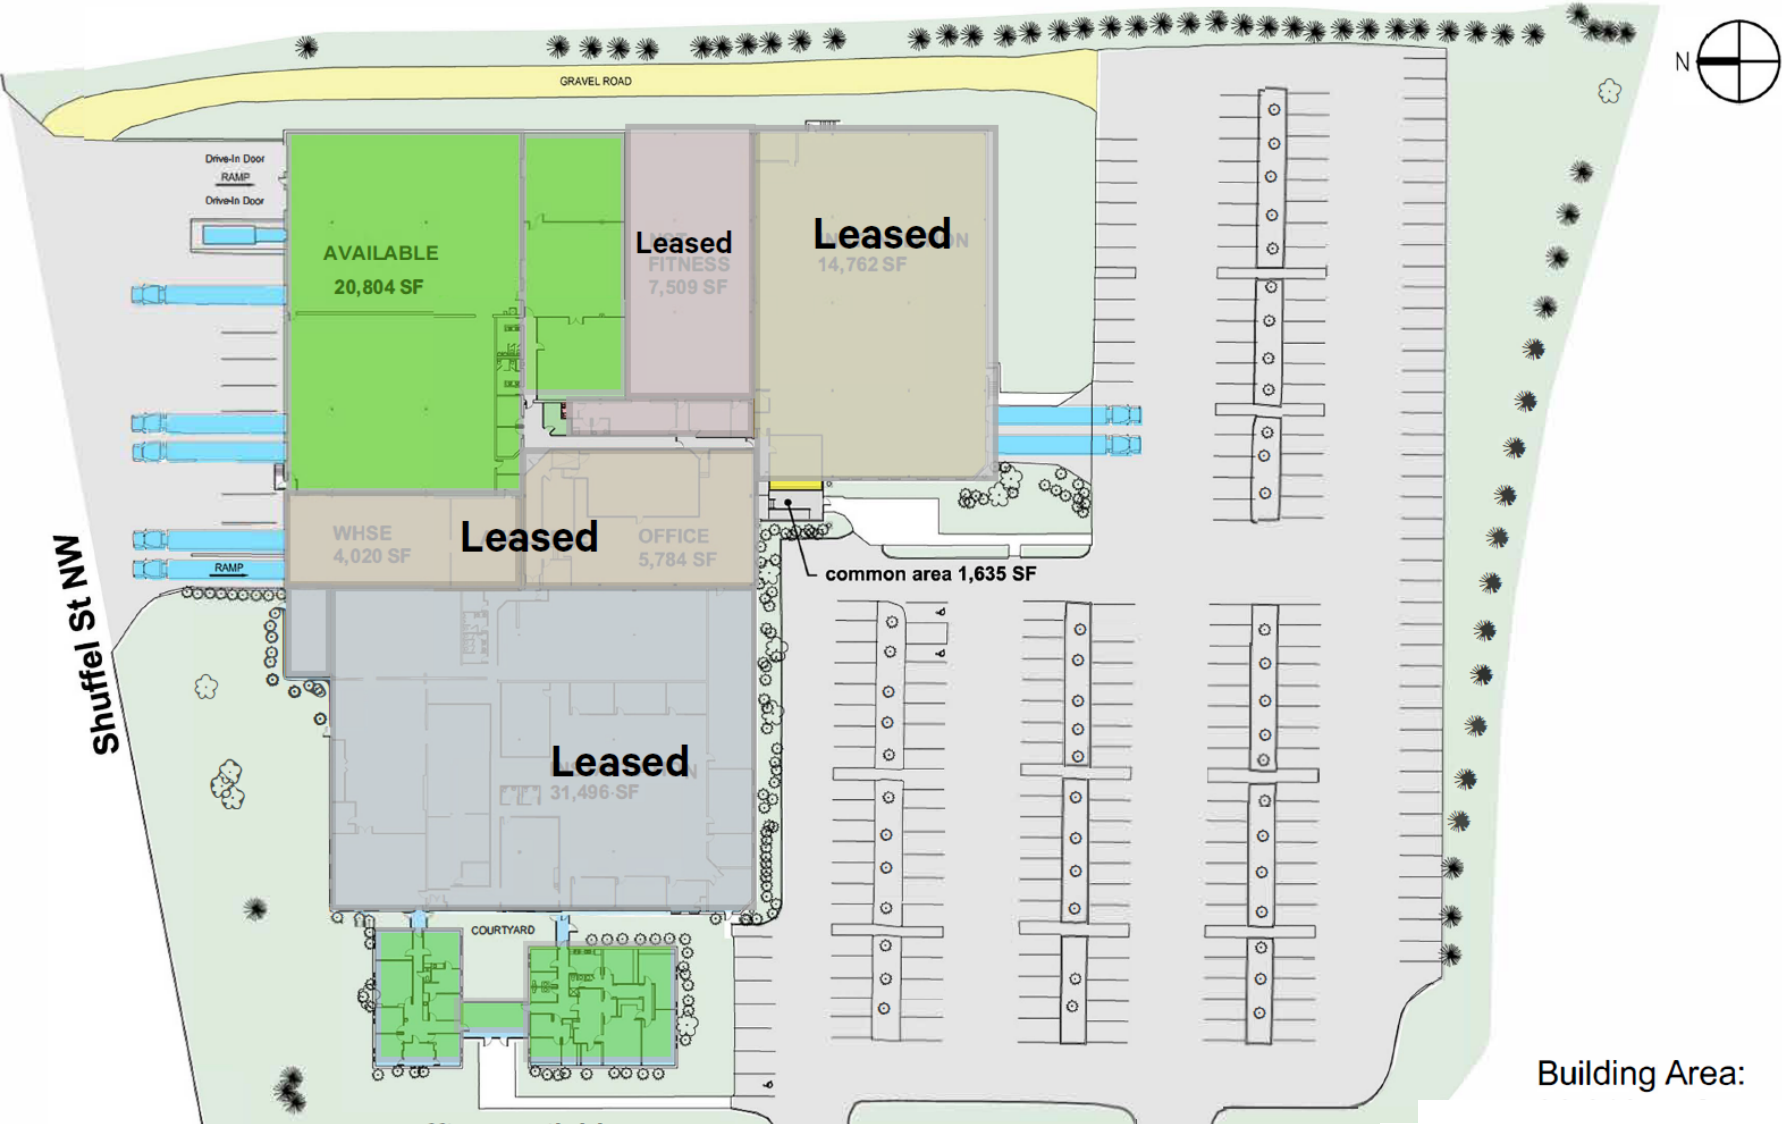 N
GRAVEL ROAD
Drive-In Door
RAMP
Drive-In Door
AVAILABLE
20,804 SF
Leased
FITNESS
7,509 SF
Leased
14,762 SF
WHSE
4,020 SF
Leased
OFFICE
5,784 SF
RAMP
common area 1,635 SF
Shuffel St NW
Leased
31,496 SF
COURTYARD
Building Area: